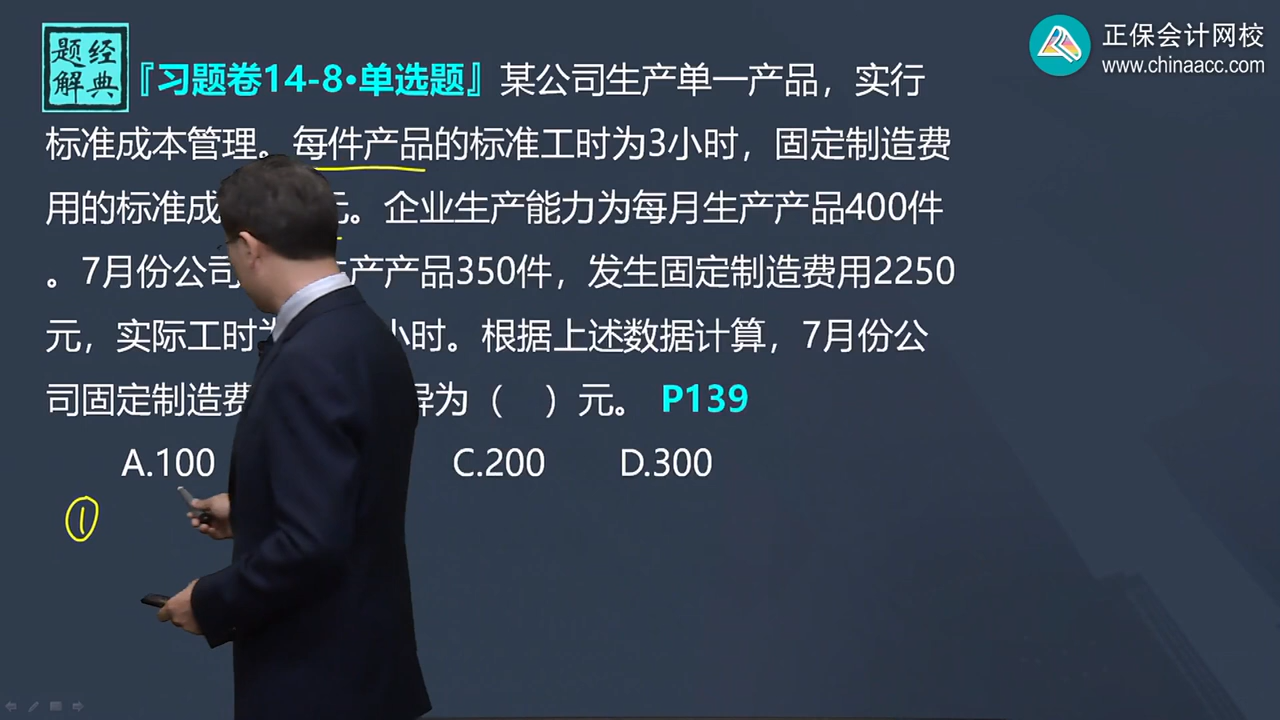 正保会计网校
www.chinaacc.com
经典题解
『习题卷14-8•单选题』某公司生产单一产品，实行
标准成本管理。每件产品的标准工时为3小时，固定制造费
用的标准成 元。企业生产能力为每月生产产品400件
。7月份公司 生产产品350件，发生固定制造费用2250
元，实际工时为 小时。根据上述数据计算，7月份公
司固定制造费 异为（ ）元。 P139
A.100 C.200 D.300
①